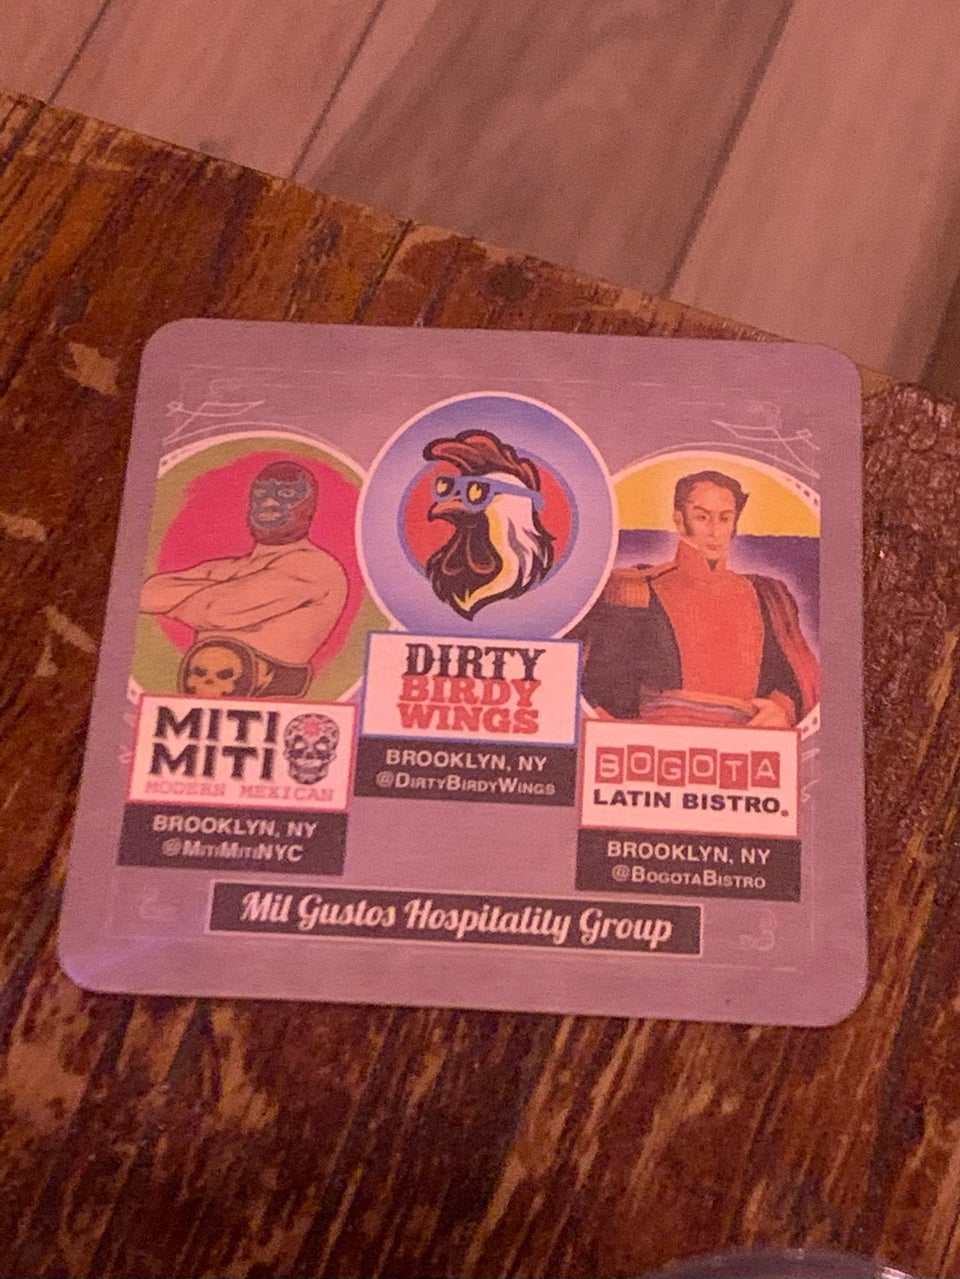 MITI
MITI
MODERN MEXICAN
BROOKLYN, NY
@MITIMITINYC
DIRTY
BIRDY
WINGS
BROOKLYN, NY
@DIRTYBIRDYWINGS
BOGOTA
LATIN BISTRO.
BROOKLYN, NY
@BOGOTABISTRO
Mil Gustos Hospitality Group